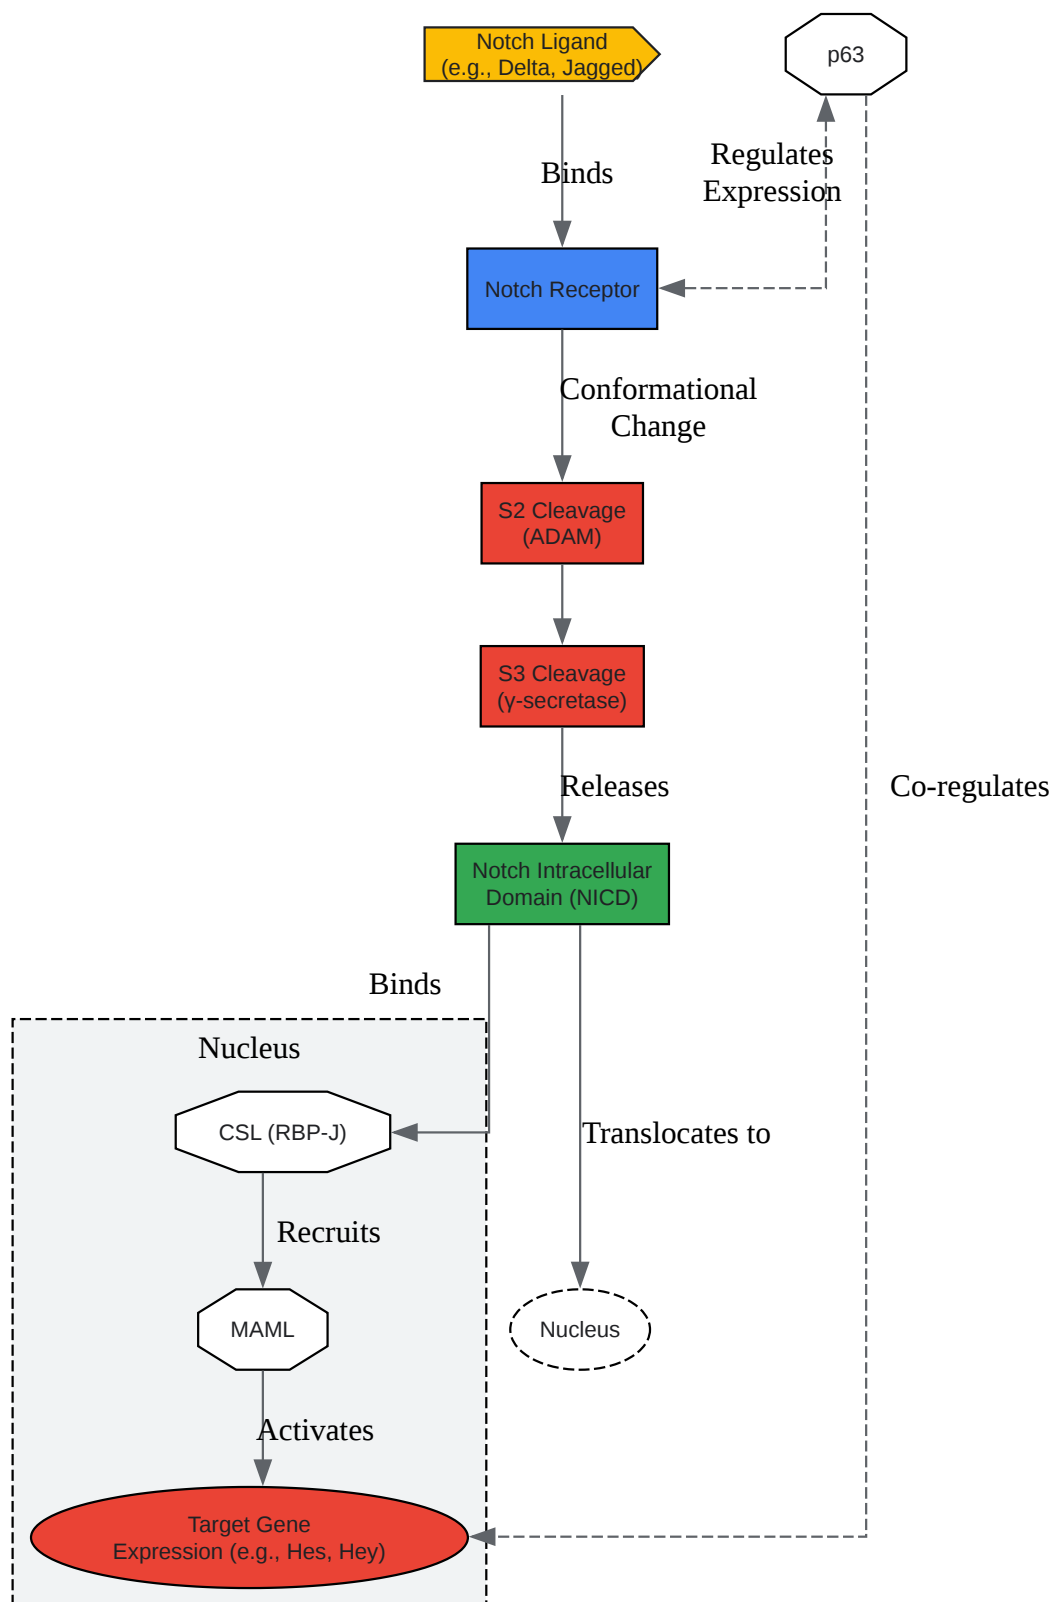 Notch Ligand
(e.g., Delta, Jagged)
p63
Binds
Regulates
Expression
Notch Receptor
Conformational
Change
S2 Cleavage
(ADAM)
S3 Cleavage
(γ-secretase)
Releases
Co-regulates
Notch Intracellular
Domain (NICD)
Binds
Nucleus
CSL (RBP-J)
Translocates to
Recruits
MAML
Nucleus
Activates
Target Gene
Expression (e.g., Hes, Hey)